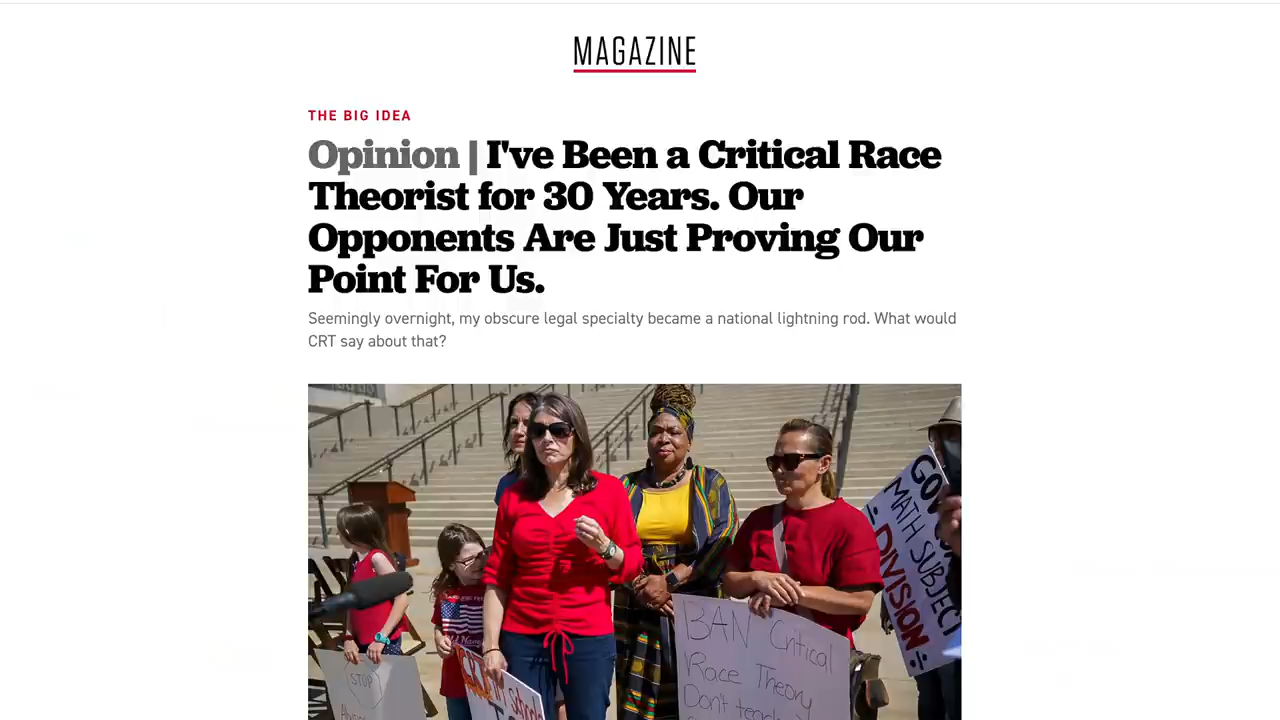 MAGAZINE
THE BIG IDEA
Opinion | I've Been a Critical Race
Theorist for 30 Years. Our
Opponents Are Just Proving Our
Point For Us.
Seemingly overnight, my obscure legal specialty became a national lightning rod. What would
CRT say about that?
STOP
BAN Critical
Race Theory
Don't
GOV
MATH SUBJECT
÷ DIVISION ÷